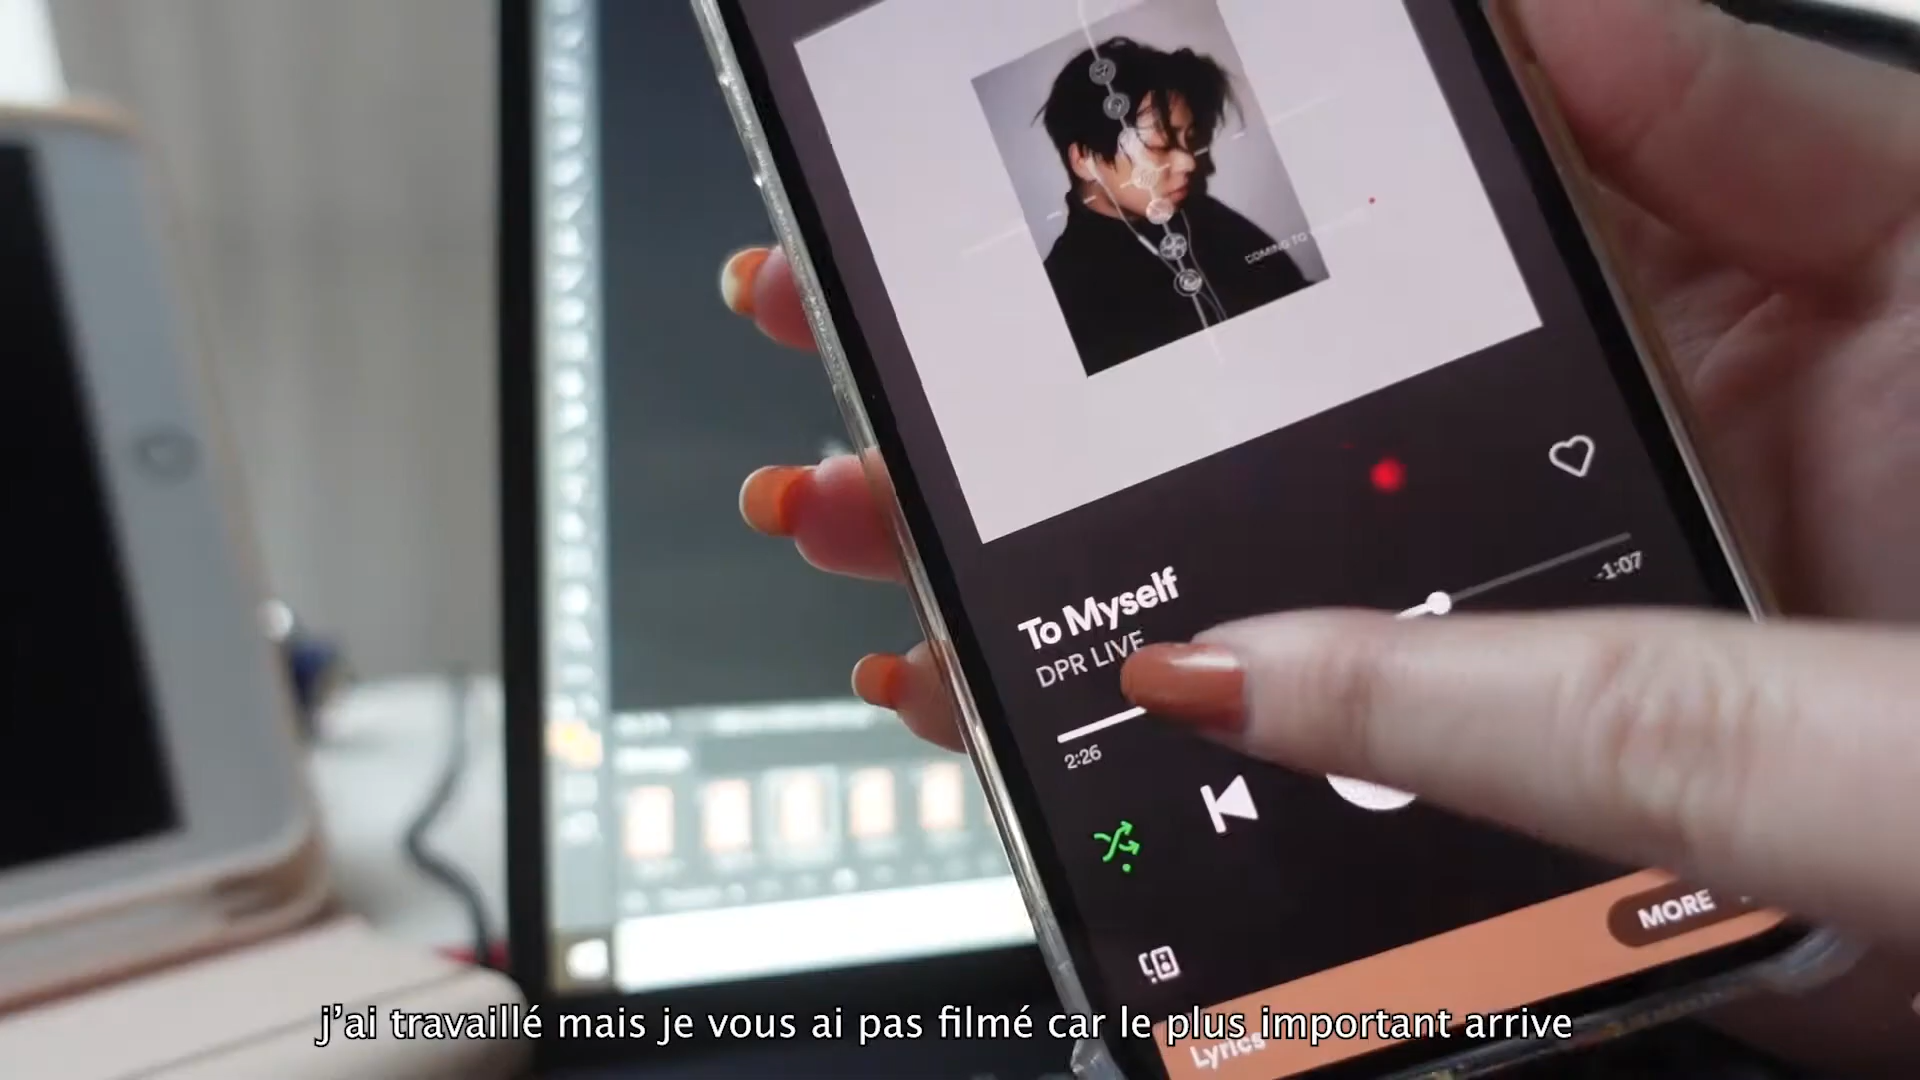 COMING TO
To Myself
DPR LIVE
-1:07
2:26
MORE
Lyrics
j'ai travaillé mais je vous ai pas filmé car le plus important arrive